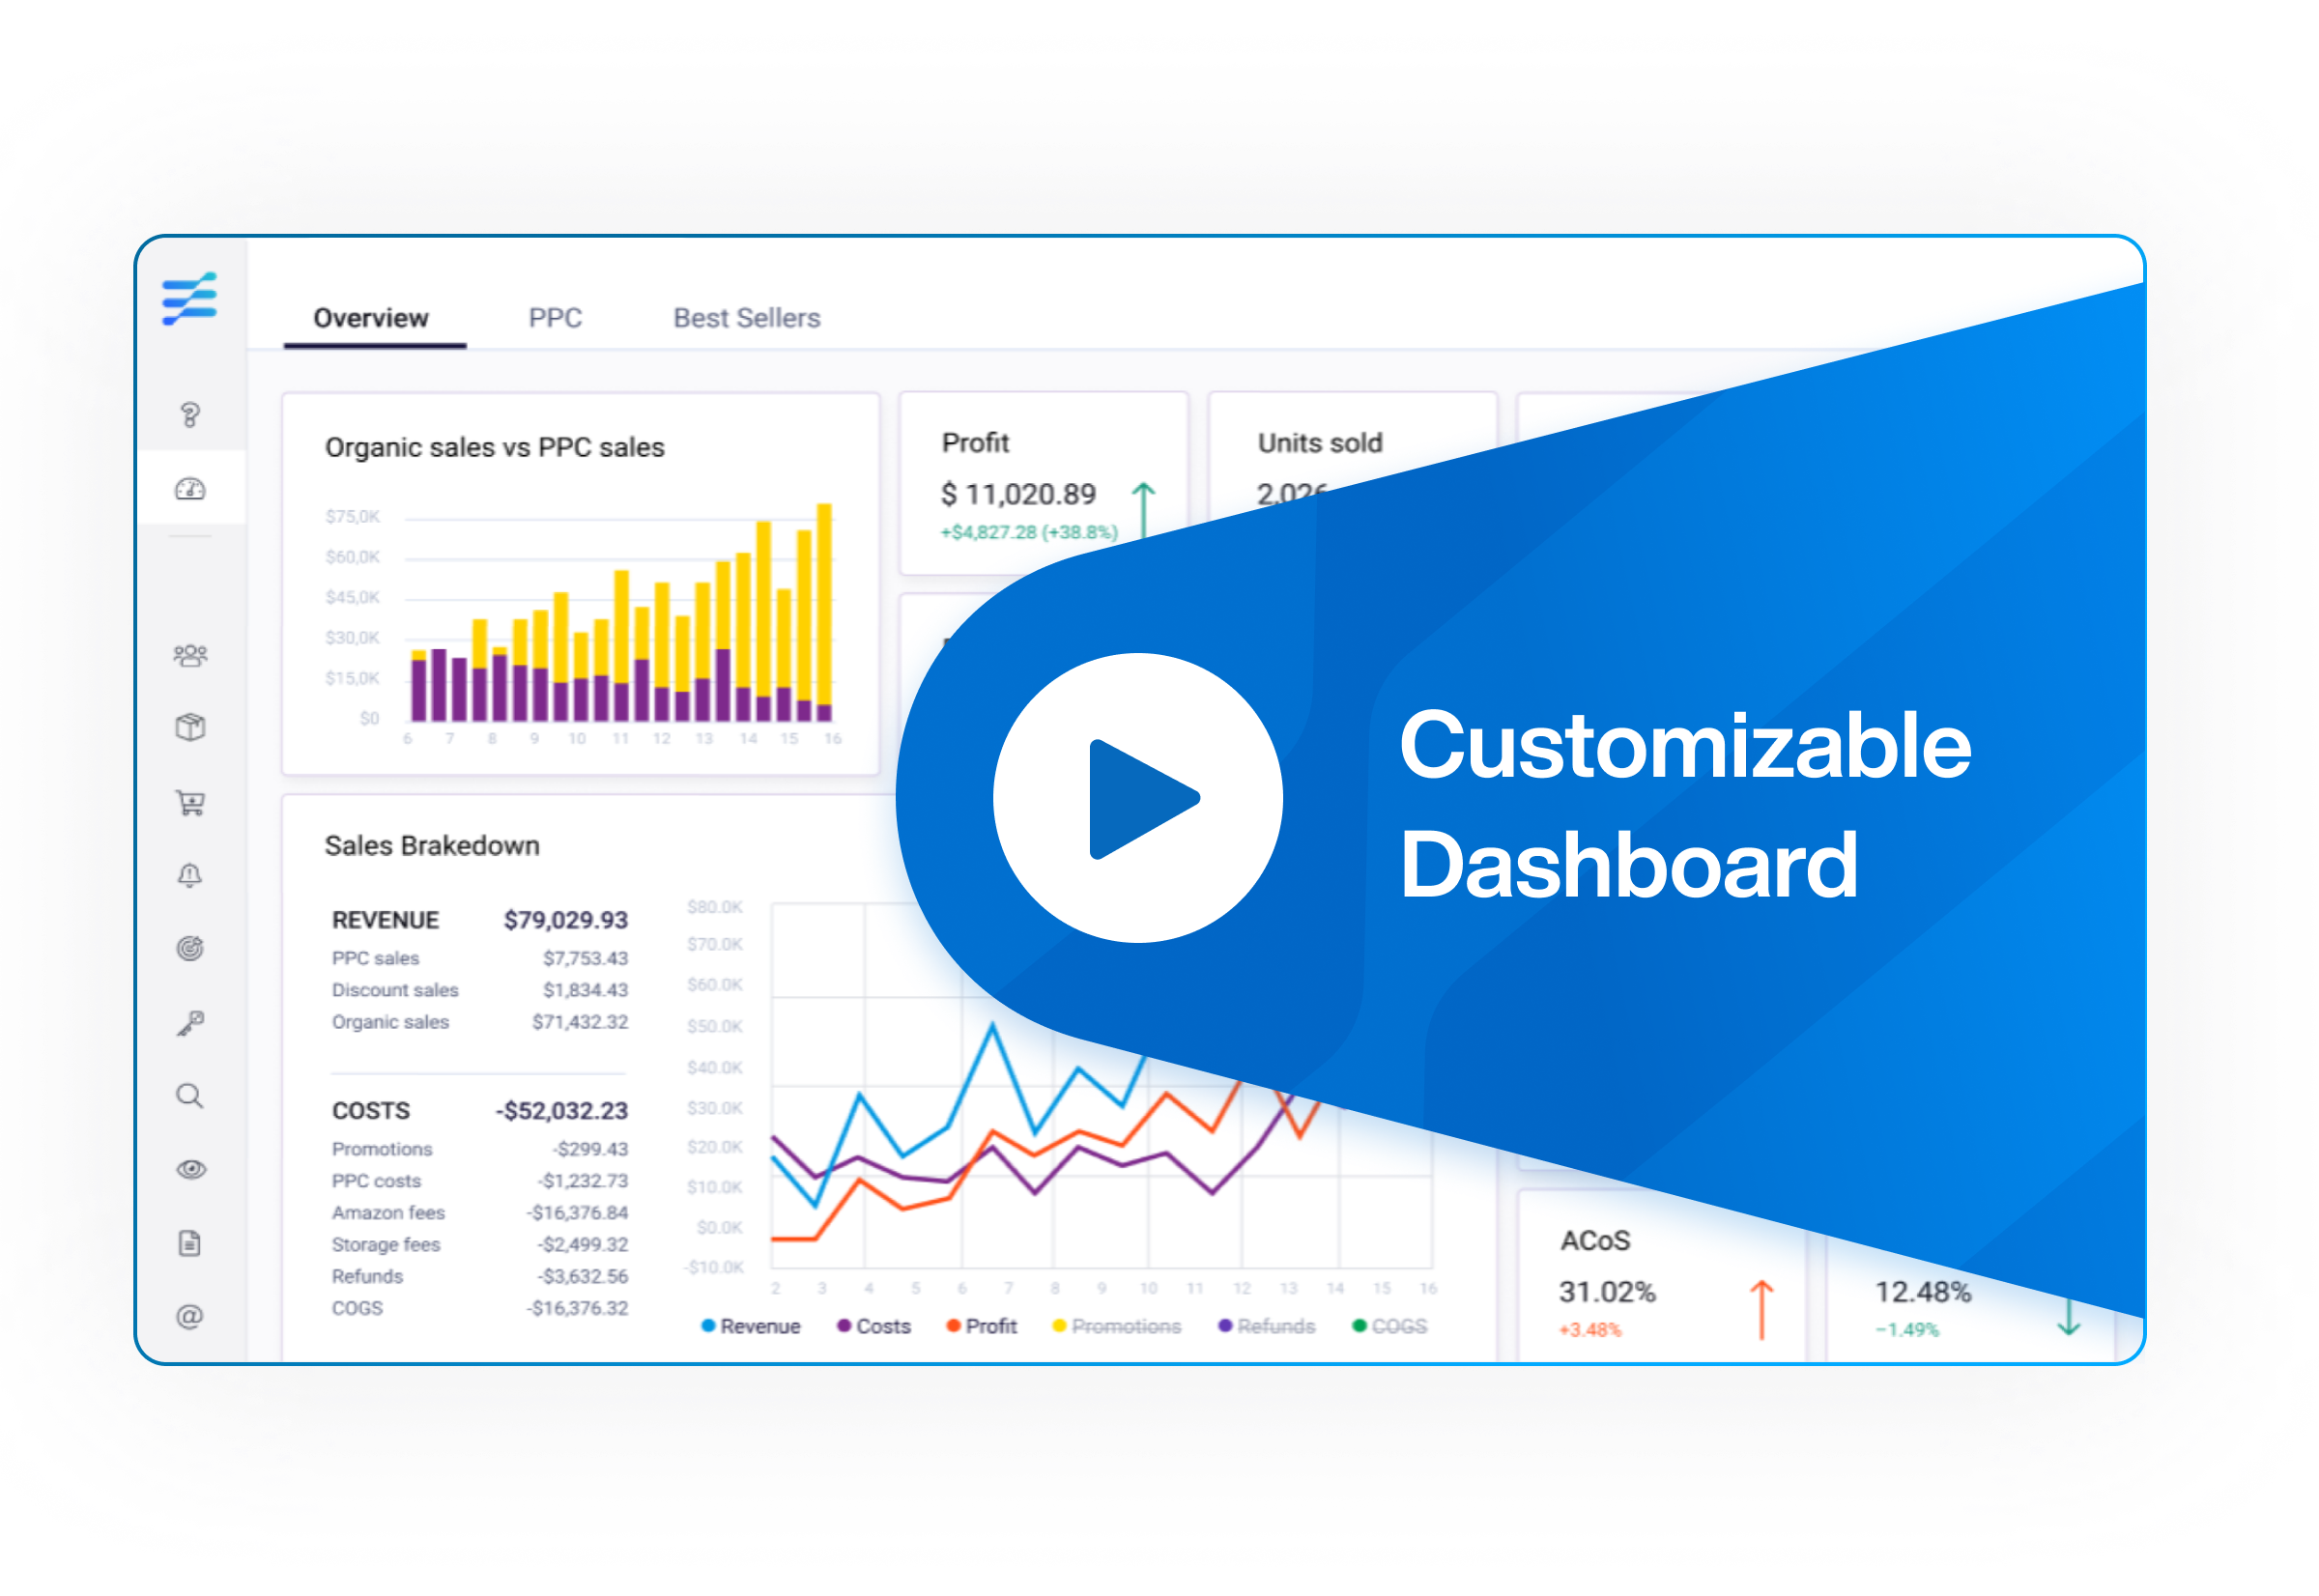 Overview PPC Best Sellers
Organic sales vs PPC sales
$75,0K
$60,0K
$45,0K
$30,0K
$15,0K
$0
6 7 8 9 10 11 12 13 14 15 16
Profit
$ 11,020.89
+$4,827.28 (+38.8%)
Units sold
2,026
Customizable
Dashboard
Sales Brakedown
REVENUE $79,029.93
PPC sales $7,753.43
Discount sales $1,834.43
Organic sales $71,432.32
COSTS -$52,032.23
Promotions -$299.43
PPC costs -$1,232.73
Amazon fees -$16,376.84
Storage fees -$2,499.32
Refunds -$3,632.56
COGS -$16,376.32
$80.0K
$70.0K
$60.0K
$50.0K
$40.0K
$30.0K
$20.0K
$10.0K
$0.0K
-$10.0K
2 3 4 5 6 7 8 9 10 11 12 13 14 15 16
Revenue Costs Profit Promotions Refunds COGS
ACoS
31.02%
+3.48%
12.48%
−1.49%